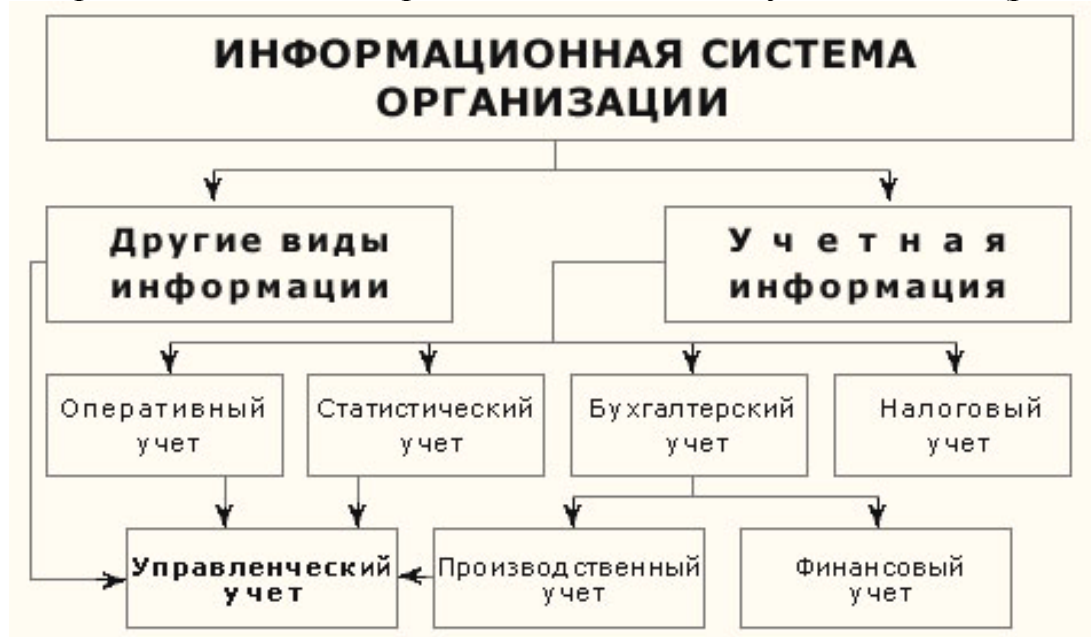 ИНФОРМАЦИОННАЯ СИСТЕМА
ОРГАНИЗАЦИИ
Другие виды
информации
Учетная
информация
Оперативный
учет
Статистический
учет
Бухгалтерский
учет
Налоговый
учет
Управленческий
учет
Производственный
учет
Финансовый
учет